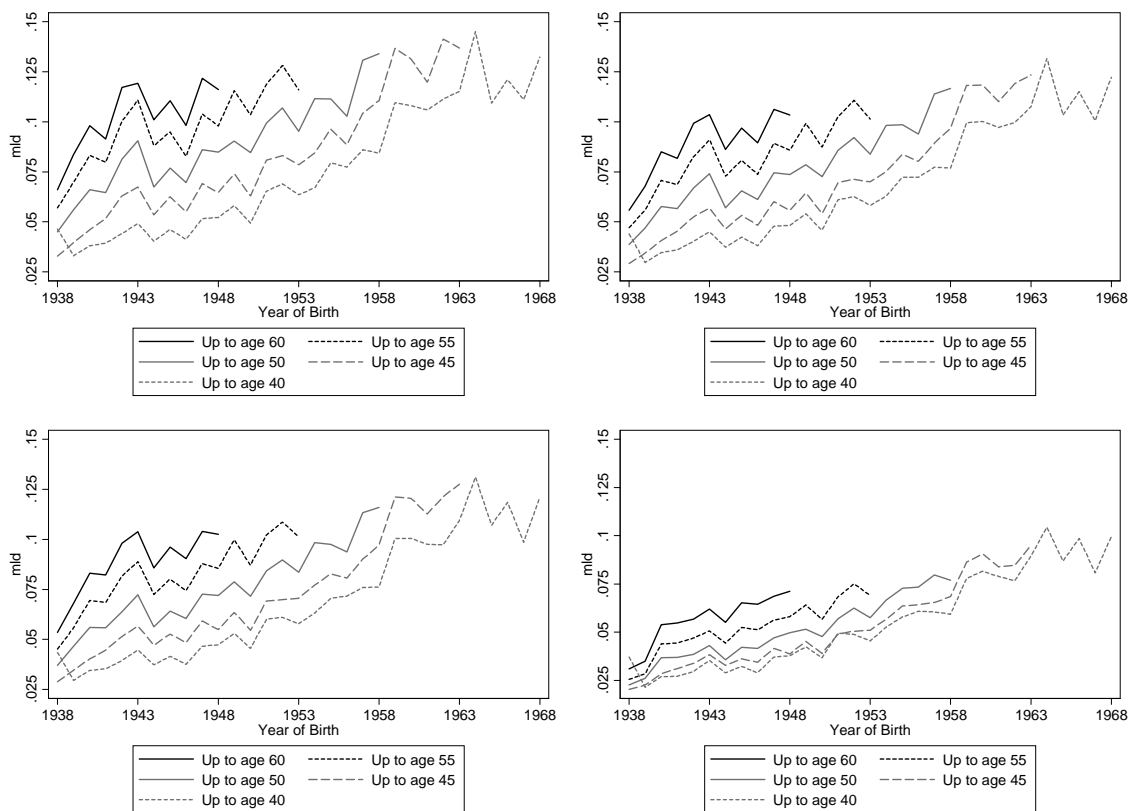 .15
.125
.1
mld
.075
.05
.025
1938 1943 1948 1953 1958 1963 1968
Year of Birth
Up to age 60 Up to age 55
Up to age 50 Up to age 45
Up to age 40
.15
.125
.1
mld
.075
.05
.025
1938 1943 1948 1953 1958 1963 1968
Year of Birth
Up to age 60 Up to age 55
Up to age 50 Up to age 45
Up to age 40
.15
.125
.1
mld
.075
.05
.025
1938 1943 1948 1953 1958 1963 1968
Year of Birth
Up to age 60 Up to age 55
Up to age 50 Up to age 45
Up to age 40
.15
.125
.1
mld
.075
.05
.025
1938 1943 1948 1953 1958 1963 1968
Year of Birth
Up to age 60 Up to age 55
Up to age 50 Up to age 45
Up to age 40